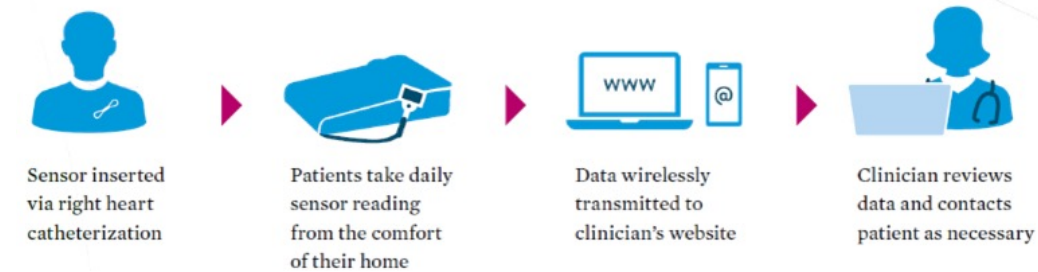 www
@
Sensor inserted
via right heart
catheterization
Patients take daily
sensor reading
from the comfort
of their home
Data wirelessly
transmitted to
clinician's website
Clinician reviews
data and contacts
patient as necessary